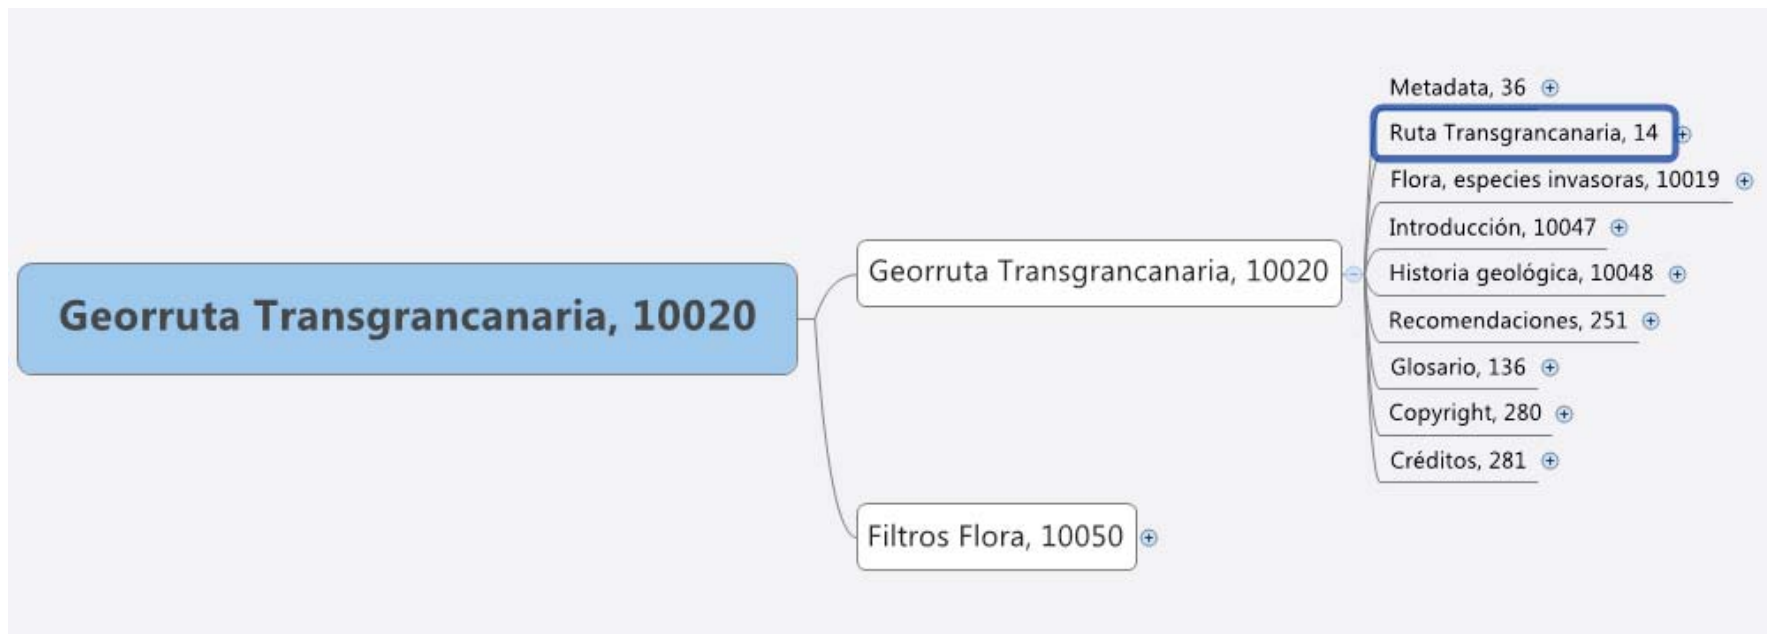 Georruta Transgrancanaria, 10020
Georruta Transgrancanaria, 10020
Metadata, 36
Ruta Transgrancanaria, 14
Flora, especies invasoras, 10019
Introducción, 10047
Historia geológica, 10048
Recomendaciones, 251
Glosario, 136
Copyright, 280
Créditos, 281
Filtros Flora, 10050